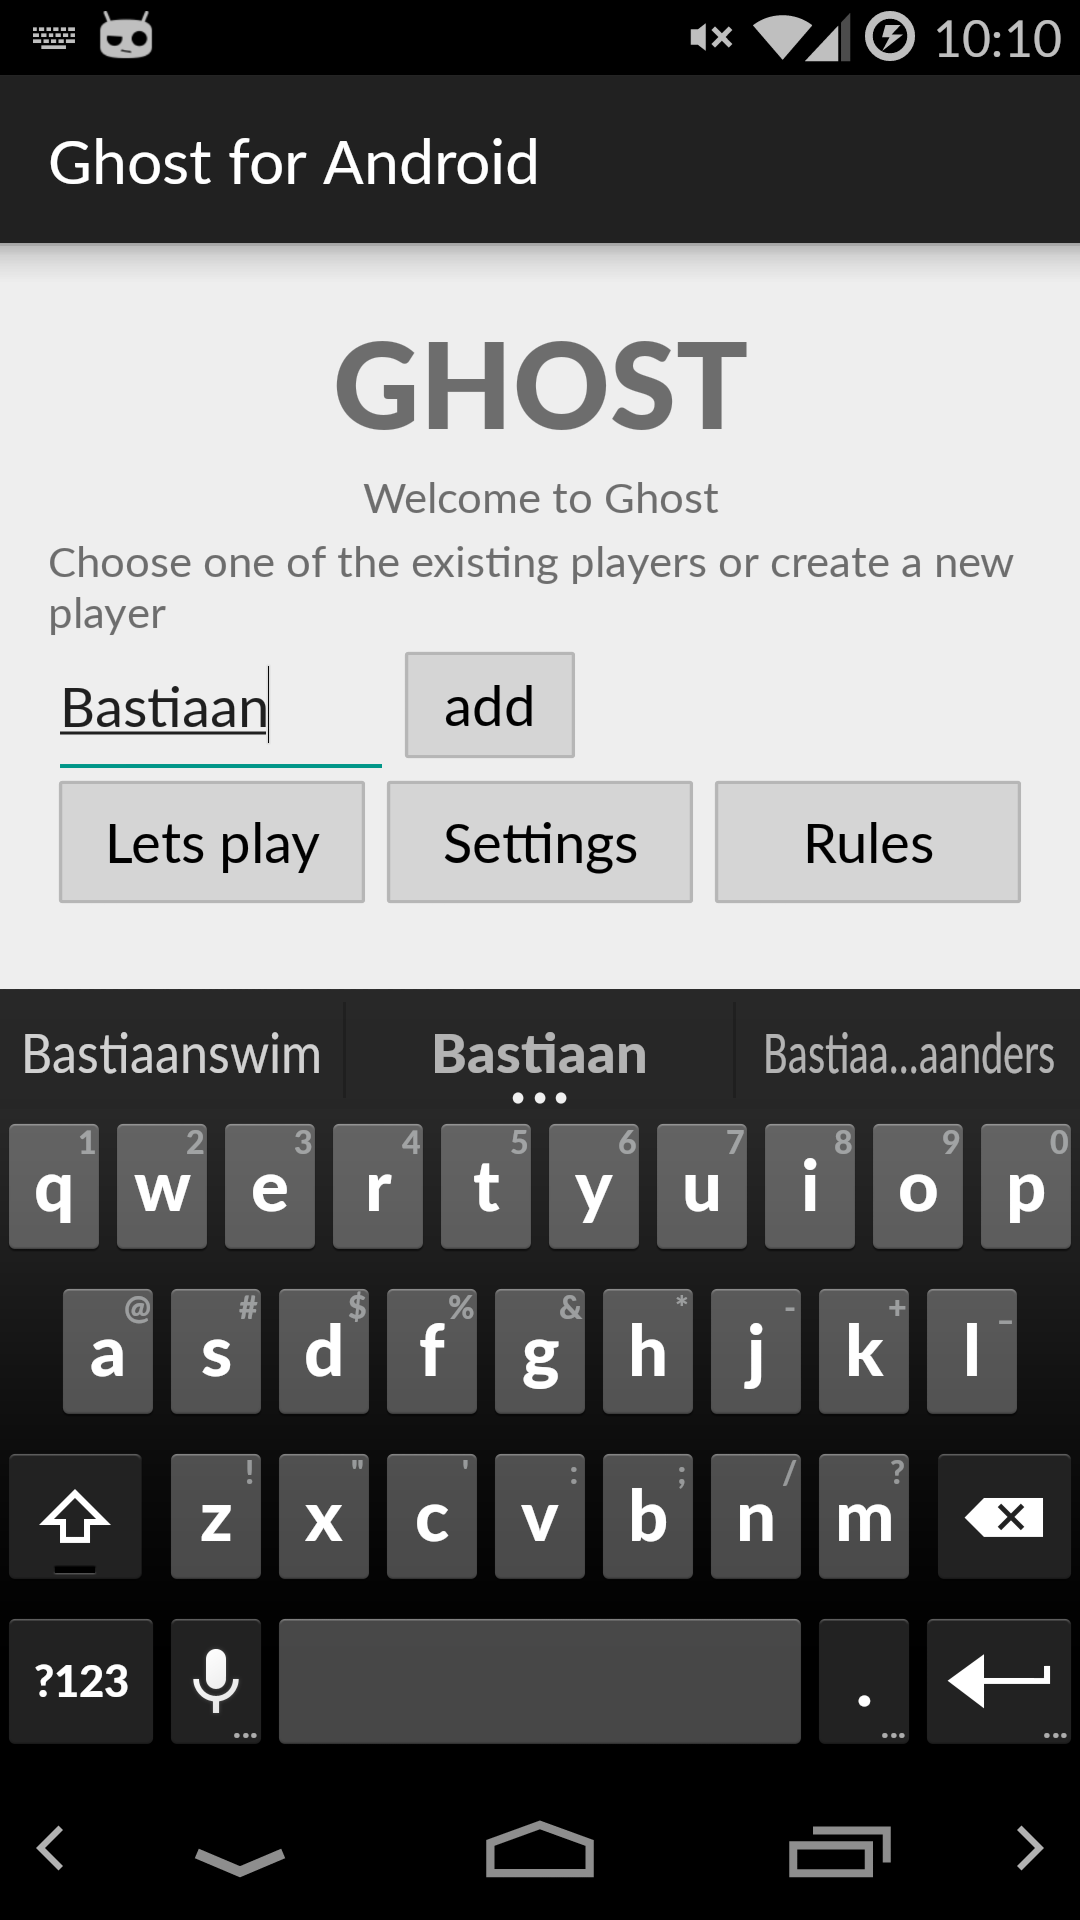 10:10
Ghost for Android
GHOST
Welcome to Ghost
Choose one of the existing players or create a new
player
Bastiaan add
Lets play Settings Rules
Bastiaanswim Bastiaan Bastiaa...aanders
1 2 3 4 5 6 7 8 9 0
q w e r t y u i o p
@ # $ % & * - + _
a s d f g h j k l
! " ' : ; / ?
z x c v b n m
?123 .